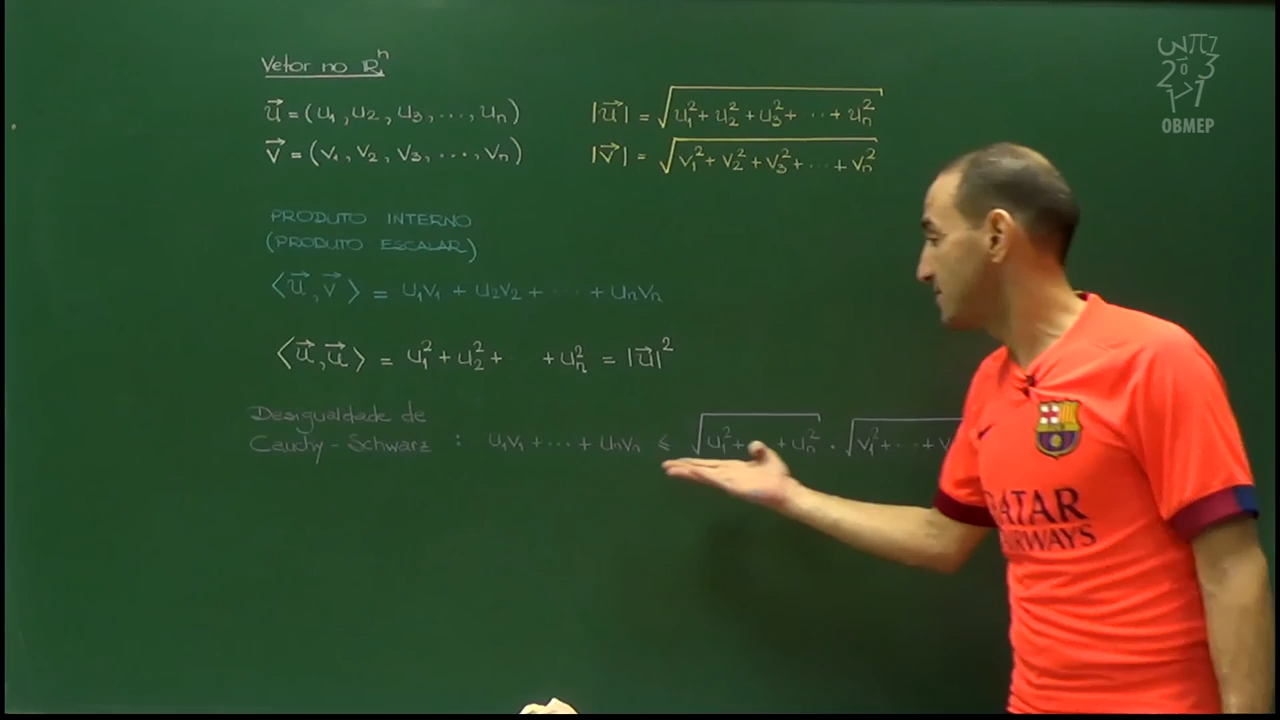 Vetor no ℝⁿ
u⃗ = (u₁, u₂, u₃, ..., uₙ)
|u⃗| = √(u₁² + u₂² + u₃² + ... + uₙ²)
v⃗ = (v₁, v₂, v₃, ..., vₙ)
|v⃗| = √(v₁² + v₂² + v₃² + ... + vₙ²)
PRODUTO INTERNO
(PRODUTO ESCALAR)
⟨u⃗, v⃗⟩ = u₁v₁ + u₂v₂ + ... + uₙvₙ
⟨u⃗, u⃗⟩ = u₁² + u₂² + ... + uₙ² = |u⃗|²
Desigualdade de
Cauchy-Schwarz : u₁v₁ + ... + uₙvₙ ≤ √(u₁² + ... + uₙ²) . √(v₁² + ... + v
OBMEP
QATAR
AIRWAYS